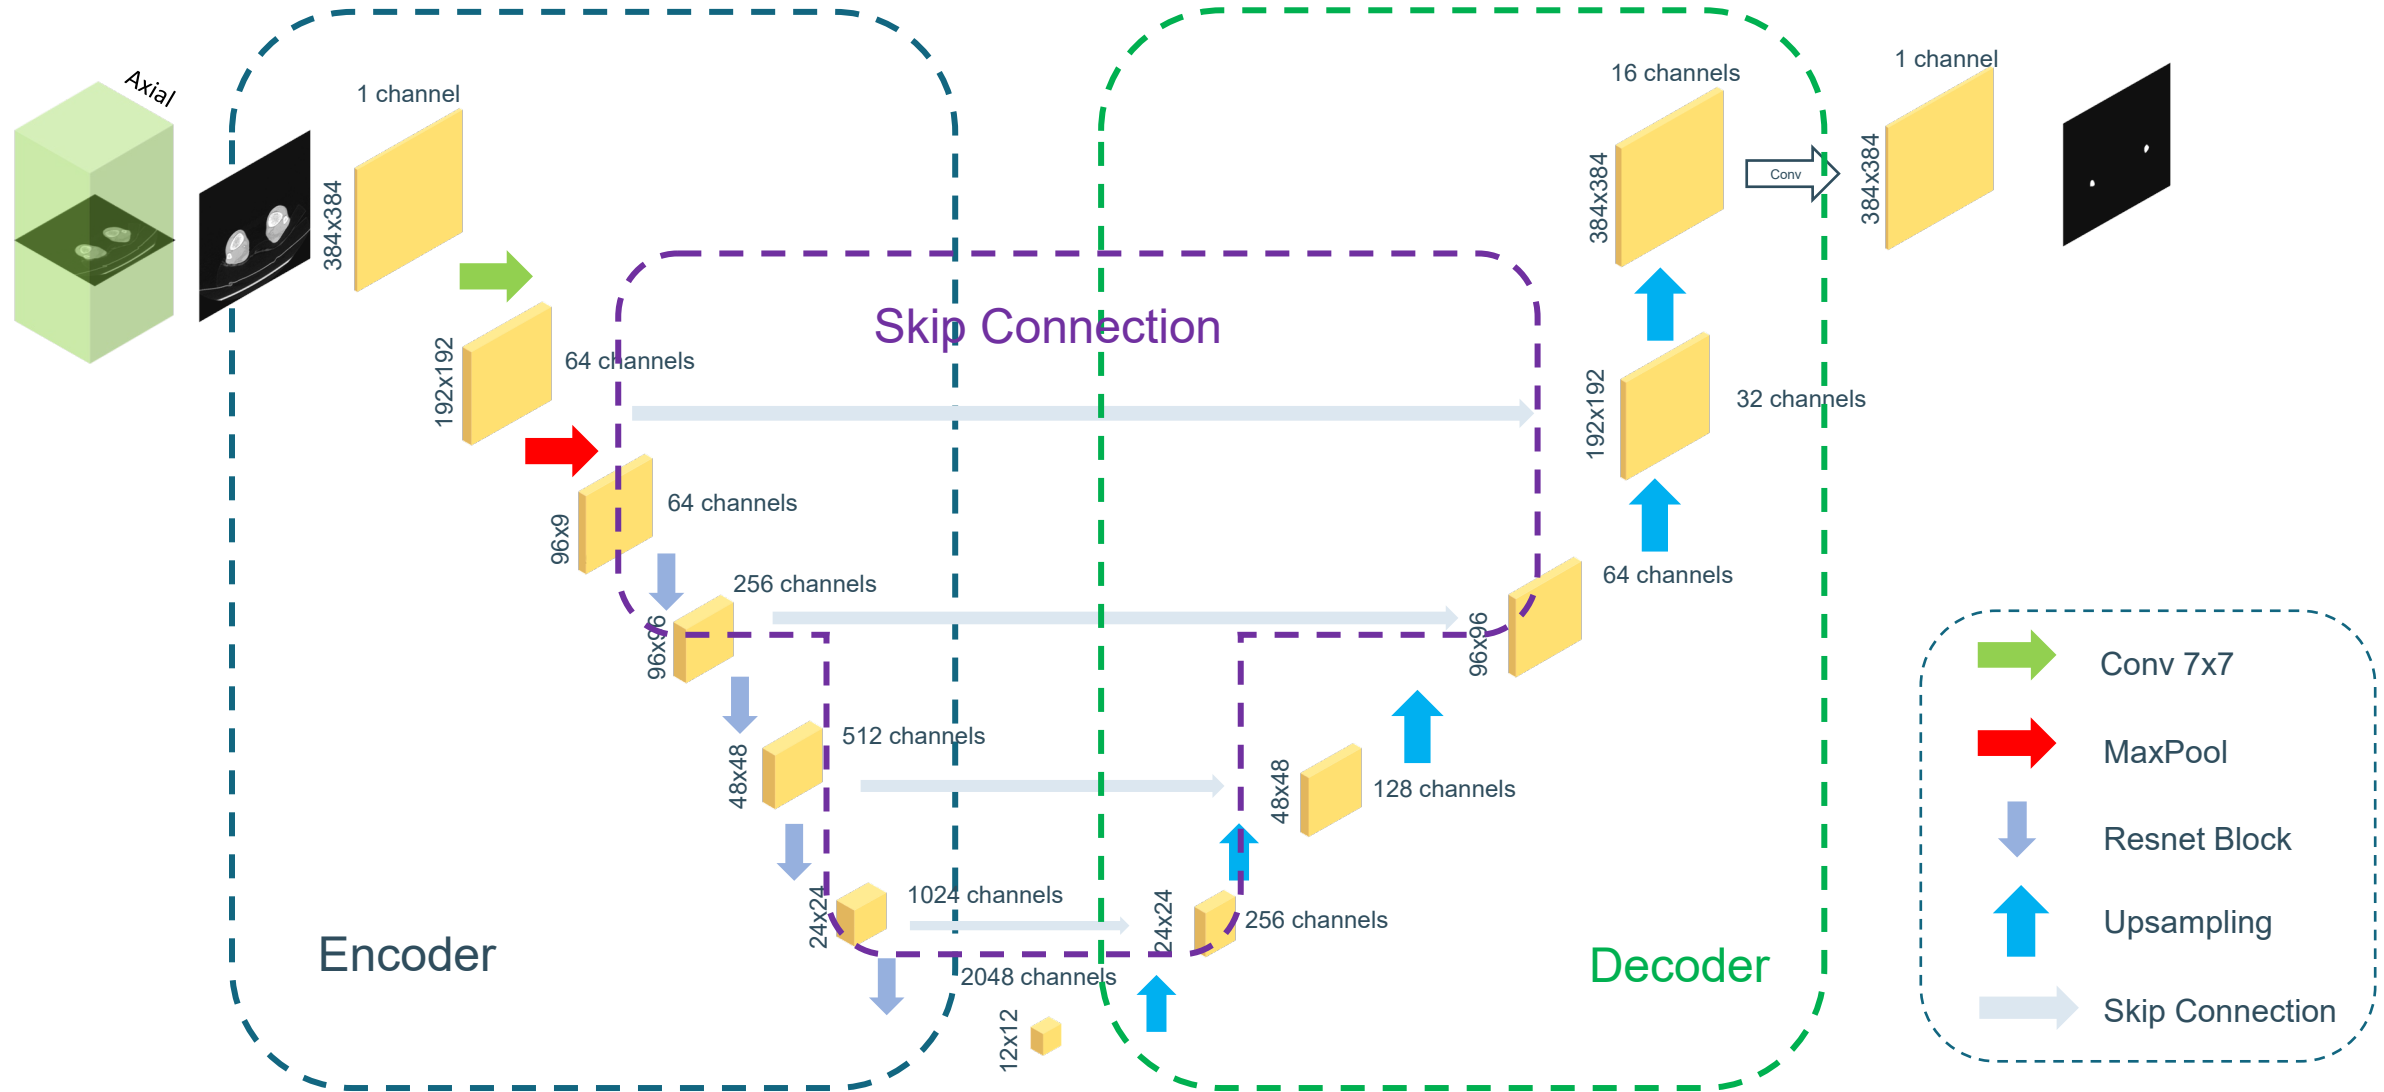 Axial
1 channel
384x384
192x192
64 channels
96x9
64 channels
256 channels
96x96
512 channels
48x48
1024 channels
24x24
2048 channels
12x12
Encoder
Skip Connection
24x24
256 channels
48x48
128 channels
96x96
64 channels
192x192
32 channels
16 channels
384x384
Conv
1 channel
384x384
Decoder
Conv 7x7
MaxPool
Resnet Block
Upsampling
Skip Connection